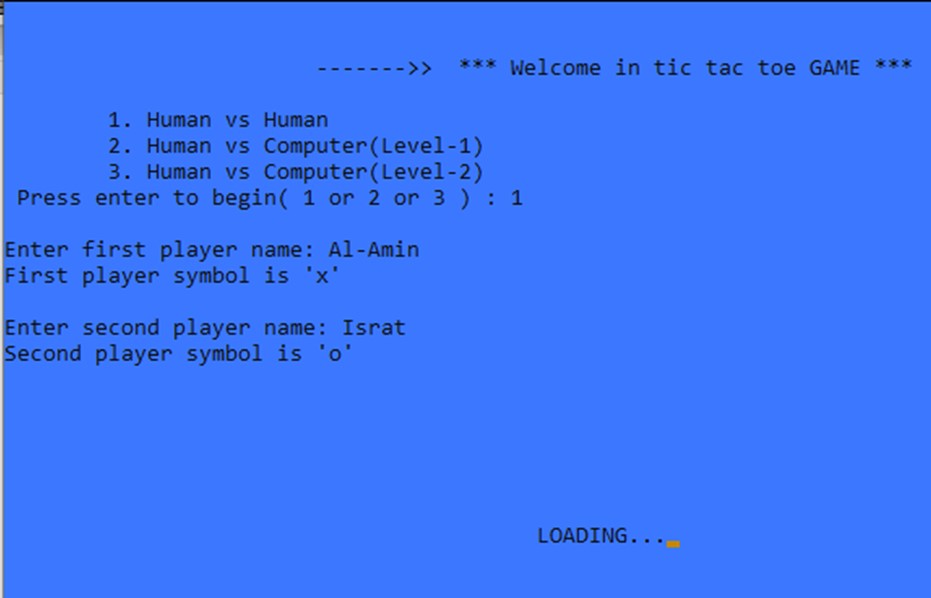 ------->> *** Welcome in tic tac toe GAME ***
1. Human vs Human
2. Human vs Computer(Level-1)
3. Human vs Computer(Level-2)
Press enter to begin( 1 or 2 or 3 ) : 1
Enter first player name: Al-Amin
First player symbol is 'x'
Enter second player name: Israt
Second player symbol is 'o'
LOADING...